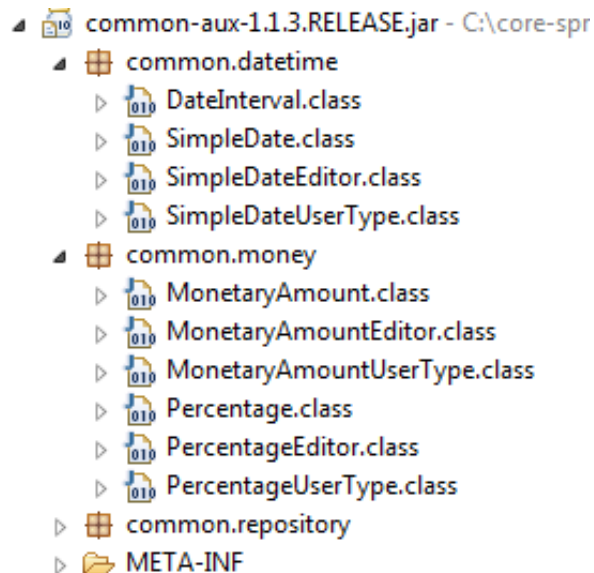 common-aux-1.1.3.RELEASE.jar - C:\core-spr
common.datetime
DateInterval.class
SimpleDate.class
SimpleDateEditor.class
SimpleDateUserType.class
common.money
MonetaryAmount.class
MonetaryAmountEditor.class
MonetaryAmountUserType.class
Percentage.class
PercentageEditor.class
PercentageUserType.class
common.repository
META-INF